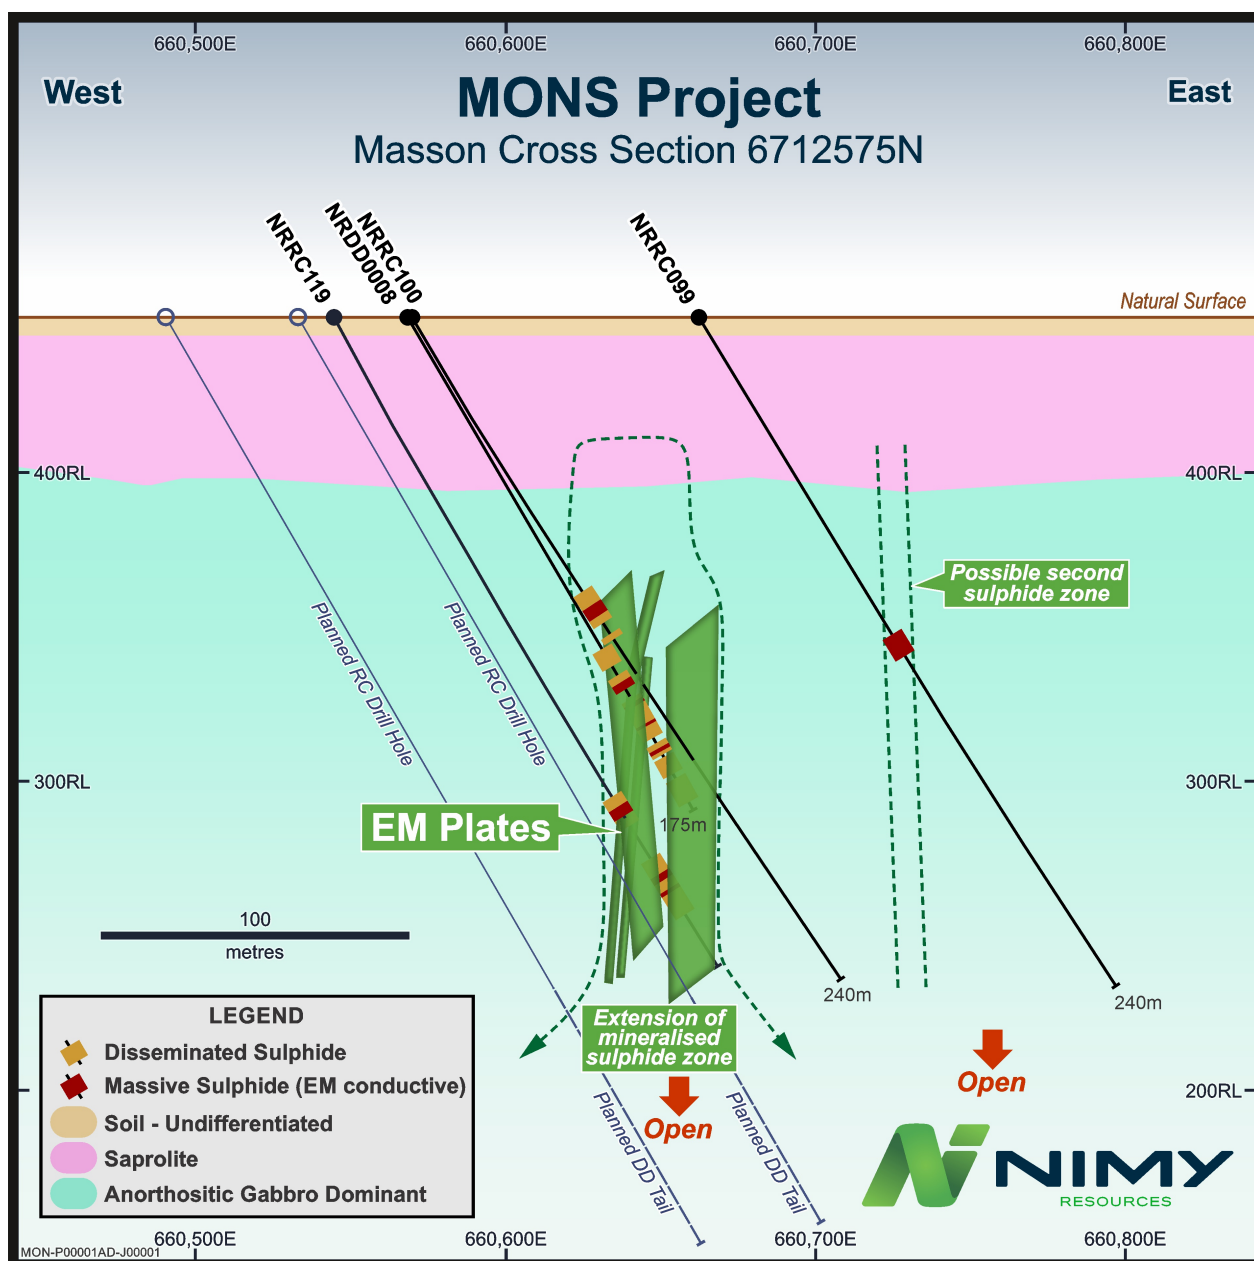 660,500E 660,600E 660,700E 660,800E
West
MONS Project
East
Masson Cross Section 6712575N
NRRC119
NRDD0008
NRRC100
NRRC099
Natural Surface
400RL
400RL
Possible second
sulphide zone
Planned RC Drill Hole
Planned RC Drill Hole
300RL
300RL
EM Plates
175m
100
metres
240m
240m
LEGEND
Disseminated Sulphide
Massive Sulphide (EM conductive)
Soil - Undifferentiated
Saprolite
Anorthositic Gabbro Dominant
Extension of
mineralised
sulphide zone
Open
Open
200RL
Planned DD Tail
Planned DD Tail
NIMY
RESOURCES
660,500E 660,600E 660,700E 660,800E
MON-P00001AD-J00001